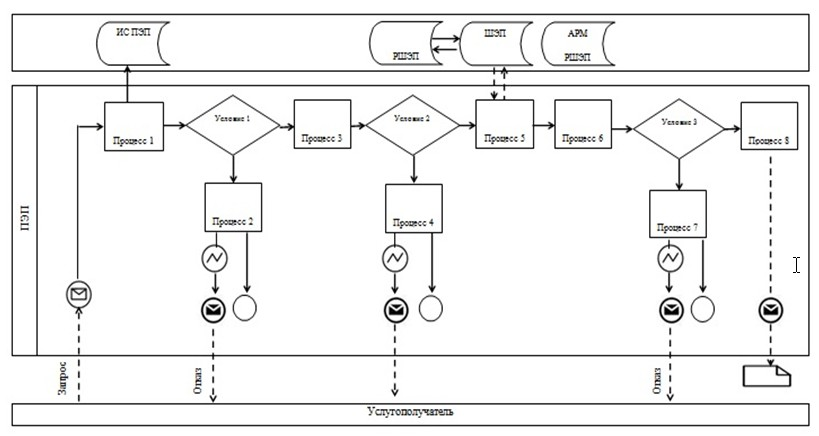 ИС ПЭП
РШЭП
ШЭП
АРМ
РШЭП
ПЭП
Процесс 1
Условие 1
Процесс 3
Условие 2
Процесс 5
Процесс 6
Условие 3
Процесс 8
Процесс 2
Процесс 4
Процесс 7
Запрос
Отказ
Отказ
Услугополучатель